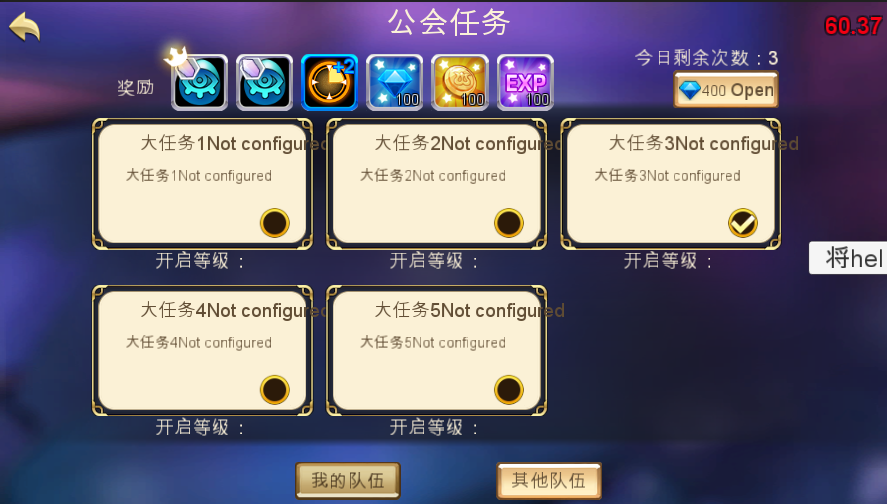 公会任务
60.37
今日剩余次数：3
奖励
+2
100
100
EXP
100
400 Open
大任务1Not configured
大任务1Not configured
开启等级：
大任务2Not configured
大任务2Not configured
开启等级：
大任务3Not configured
大任务3Not configured
开启等级：
将hel
大任务4Not configured
大任务4Not configured
开启等级：
大任务5Not configured
大任务5Not configured
开启等级：
我的队伍
其他队伍